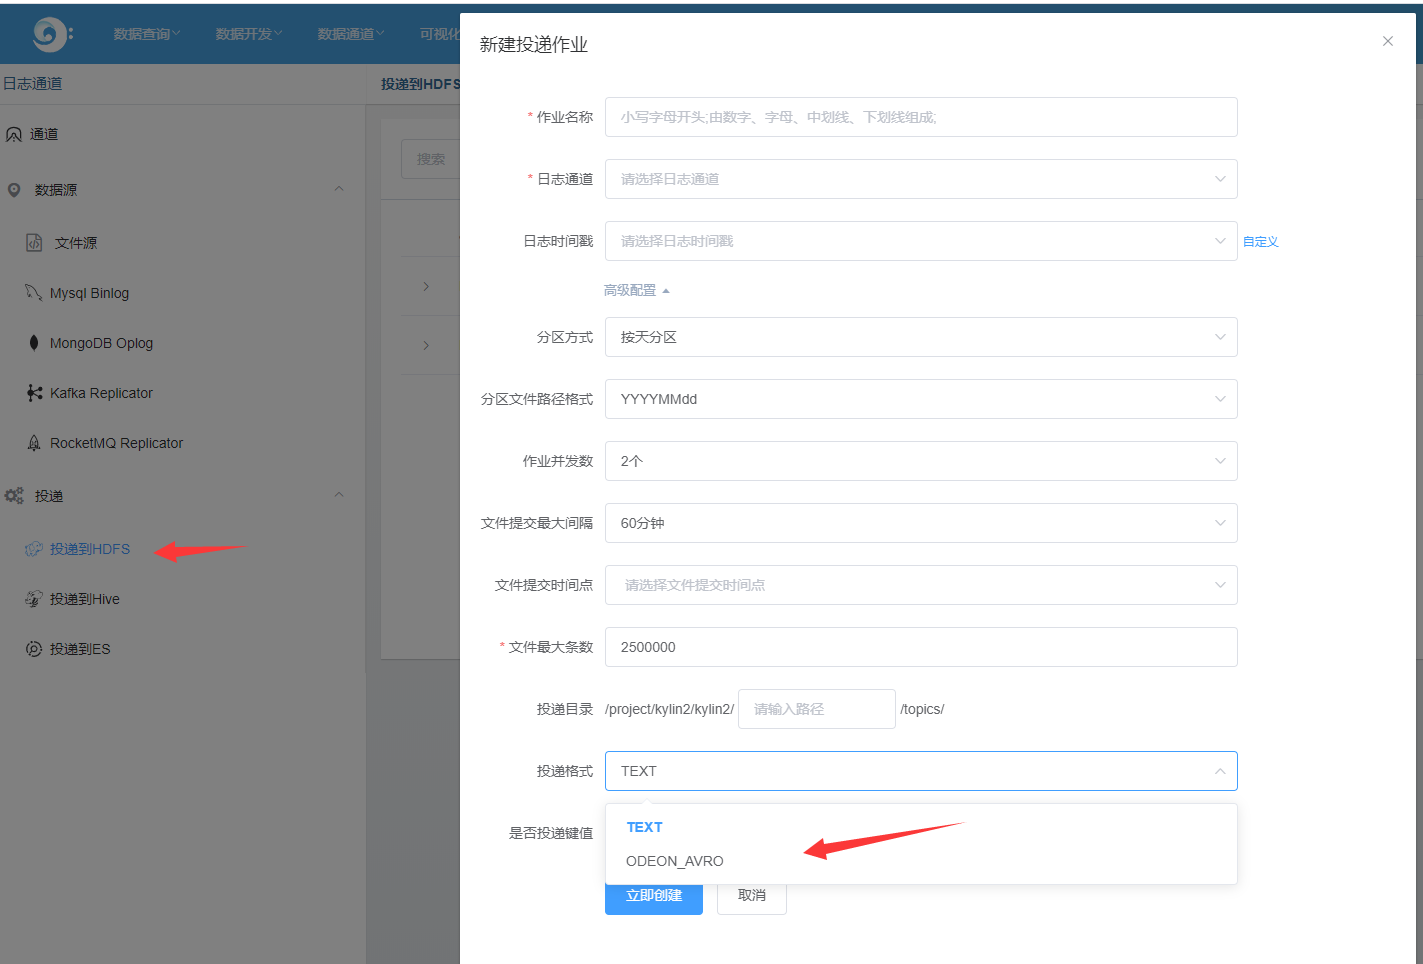 数据查询
数据开发
数据通道
可视化
日志通道
通道
数据源
文件源
Mysql Binlog
MongoDB Oplog
Kafka Replicator
RocketMQ Replicator
投递
投递到HDFS
投递到Hive
投递到ES
投递到HDFS
搜索
新建投递作业
* 作业名称
小写字母开头;由数字、字母、中划线、下划线组成;
* 日志通道
请选择日志通道
日志时间戳
请选择日志时间戳
自定义
高级配置
分区方式
按天分区
分区文件路径格式
YYYYMMdd
作业并发数
2个
文件提交最大间隔
60分钟
文件提交时间点
请选择文件提交时间点
* 文件最大条数
2500000
投递目录
/project/kylin2/kylin2/
请输入路径
/topics/
投递格式
TEXT
是否投递键值
TEXT
ODEON_AVRO
立即创建
取消